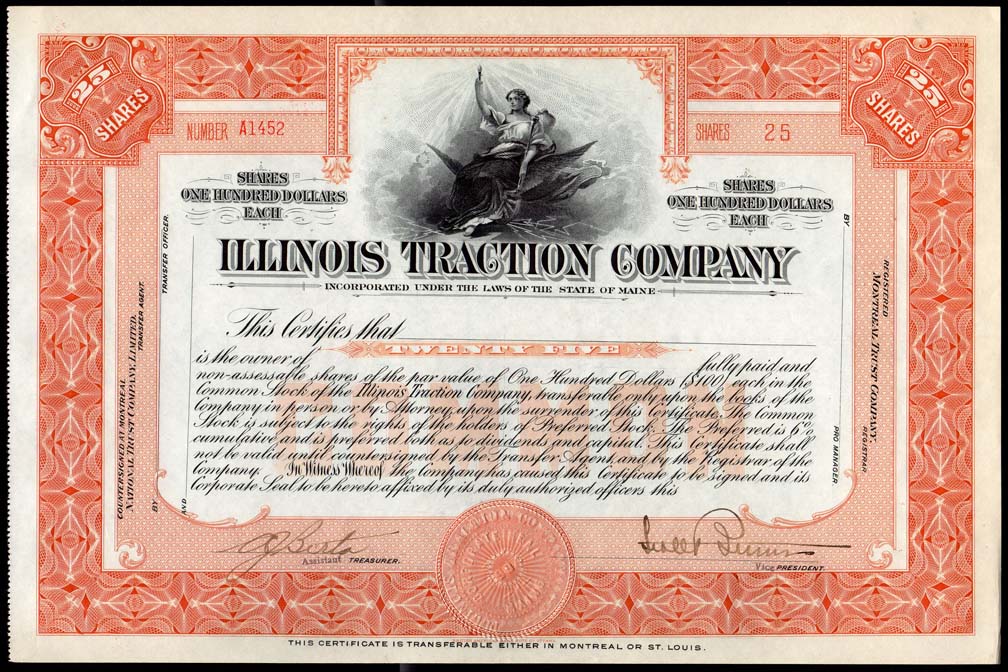 25
SHARES
25
SHARES
NUMBER A1452
SHARES 25
SHARES
ONE HUNDRED DOLLARS
EACH
SHARES
ONE HUNDRED DOLLARS
EACH
ILLINOIS TRACTION COMPANY
INCORPORATED UNDER THE LAWS OF THE STATE OF MAINE
This Certifies that
TWENTY FIVE
is the owner of fully paid and
non-assessable shares of the par value of One Hundred Dollars ($100) each in the
Common Stock of the Illinois Traction Company, transferable only upon the books of the
Company in person or by Attorney, upon the surrender of this Certificate. The Common
Stock is subject to the rights of the holders of Preferred Stock. The Preferred is 6%
cumulative and is preferred both as to dividends and capital. This Certificate shall
not be valid until countersigned by the Transfer Agent, and by the Registrar of the
Company. In Witness Whereof the Company has caused this Certificate to be signed and its
Corporate Seal to be hereto affixed by its duly authorized officers this
COUNTERSIGNED AT MONTREAL
NATIONAL TRUST COMPANY, LIMITED.
TRANSFER AGENT.
BY
TRANSFER OFFICER.
AND
REGISTERED
MONTREAL TRUST COMPANY,
REGISTRAR
BY
PRO MANAGER
Assistant TREASURER.
Vice PRESIDENT.
THIS CERTIFICATE IS TRANSFERABLE EITHER IN MONTREAL OR ST. LOUIS.